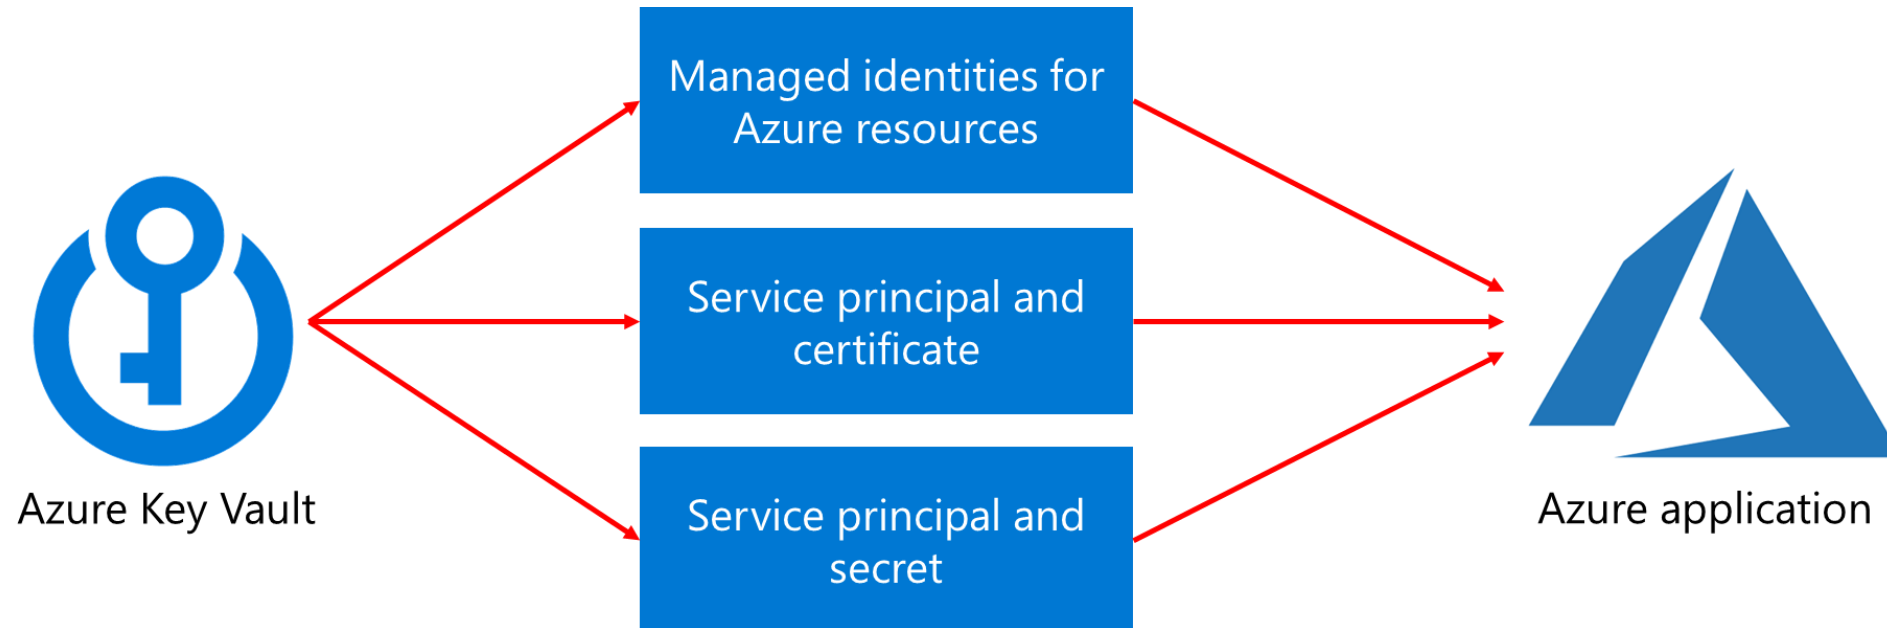 Managed identities for
Azure resources
Service principal and
certificate
Service principal and
secret
Azure Key Vault
Azure application